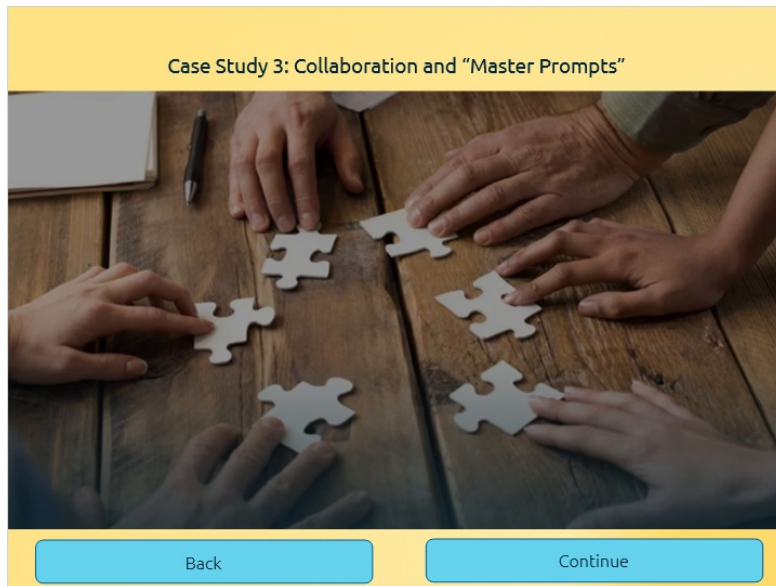 Case Study 3: Collaboration and “Master Prompts”
Back
Continue